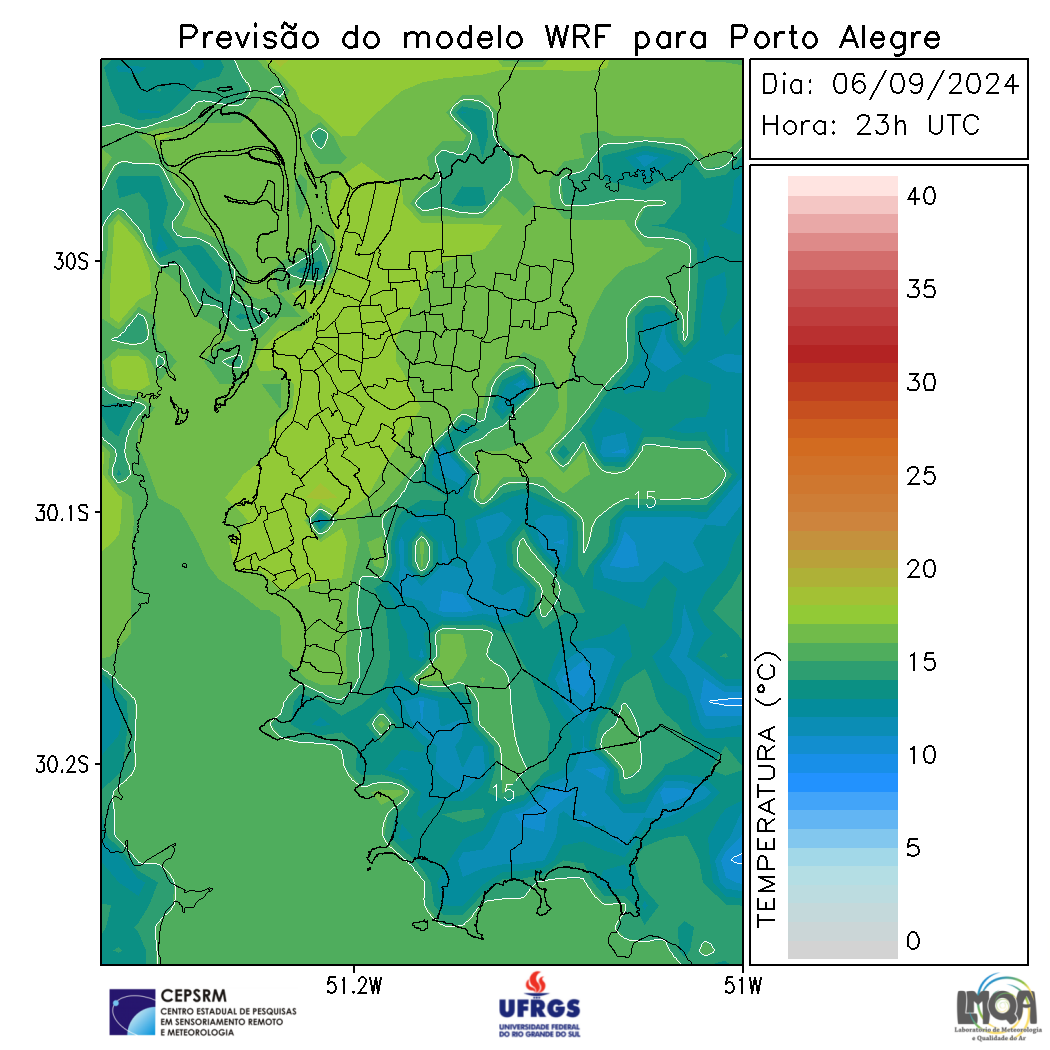 Previsão do modelo WRF para Porto Alegre
Dia: 06/09/2024
Hora: 23h UTC
40
35
30
25
20
15
10
5
0
TEMPERATURA (°C)
30S
30.1S
30.2S
15
15
51.2W
51W
CEPSRM
CENTRO ESTADUAL DE PESQUISAS
EM SENSORIAMENTO REMOTO
E METEOROLOGIA
UFRGS
UNIVERSIDADE FEDERAL
DO RIO GRANDE DO SUL
LMQA
Laboratório de Meteorologia
e Qualidade do Ar